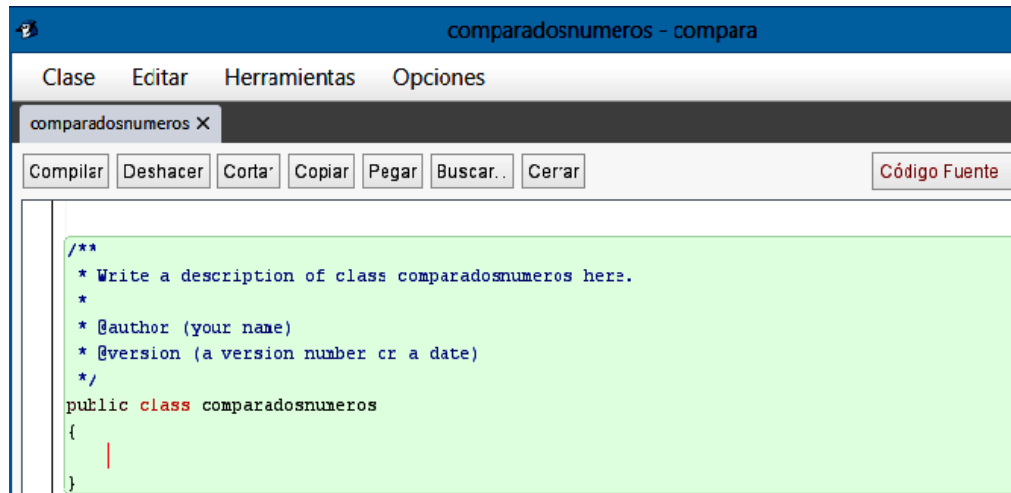 comparadosnumeros - compara
Clase Editar Herramientas Opciones
comparadosnumeros X
Compilar Deshacer Cortar Copiar Pegar Buscar.. Cerrar Código Fuente
/**
* Write a description of class comparadosnumeros here.
*
* @author (your name)
* @version (a version number or a date)
*/
public class comparadosnumeros
{
}